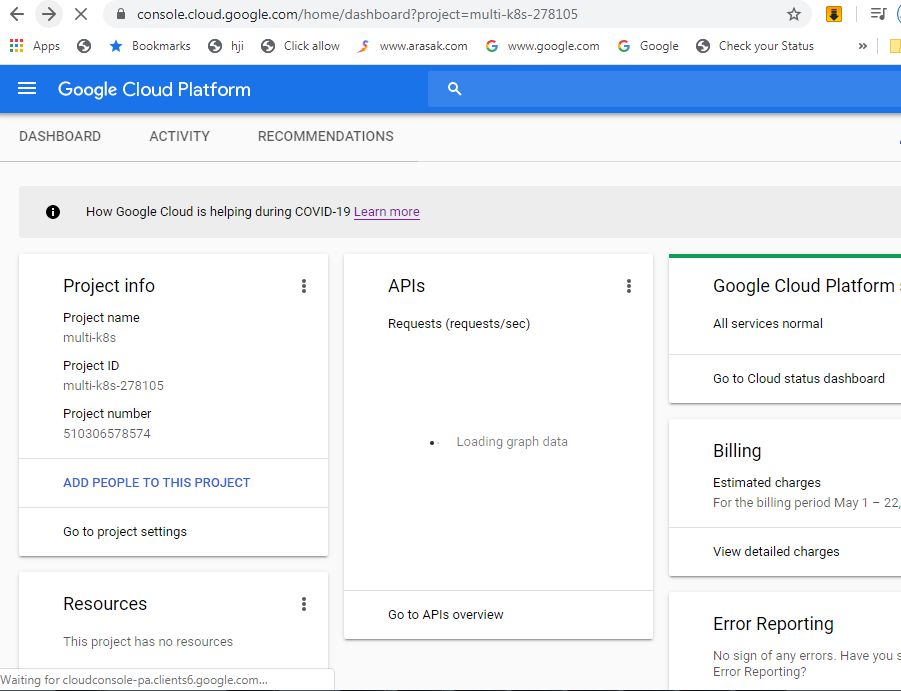 console.cloud.google.com/home/dashboard?project=multi-k8s-278105
Apps Bookmarks hji Click allow www.arasak.com www.google.com Google Check your Status »
Google Cloud Platform
DASHBOARD ACTIVITY RECOMMENDATIONS
How Google Cloud is helping during COVID-19 Learn more
Project info
Project name
multi-k8s
Project ID
multi-k8s-278105
Project number
510306578574
ADD PEOPLE TO THIS PROJECT
Go to project settings
Resources
This project has no resources
APIs
Requests (requests/sec)
Loading graph data
Go to APIs overview
Google Cloud Platform
All services normal
Go to Cloud status dashboard
Billing
Estimated charges
For the billing period May 1 – 22,
View detailed charges
Error Reporting
No sign of any errors. Have you
Error Reporting?
Waiting for cloudconsole-pa.clients6.google.com...